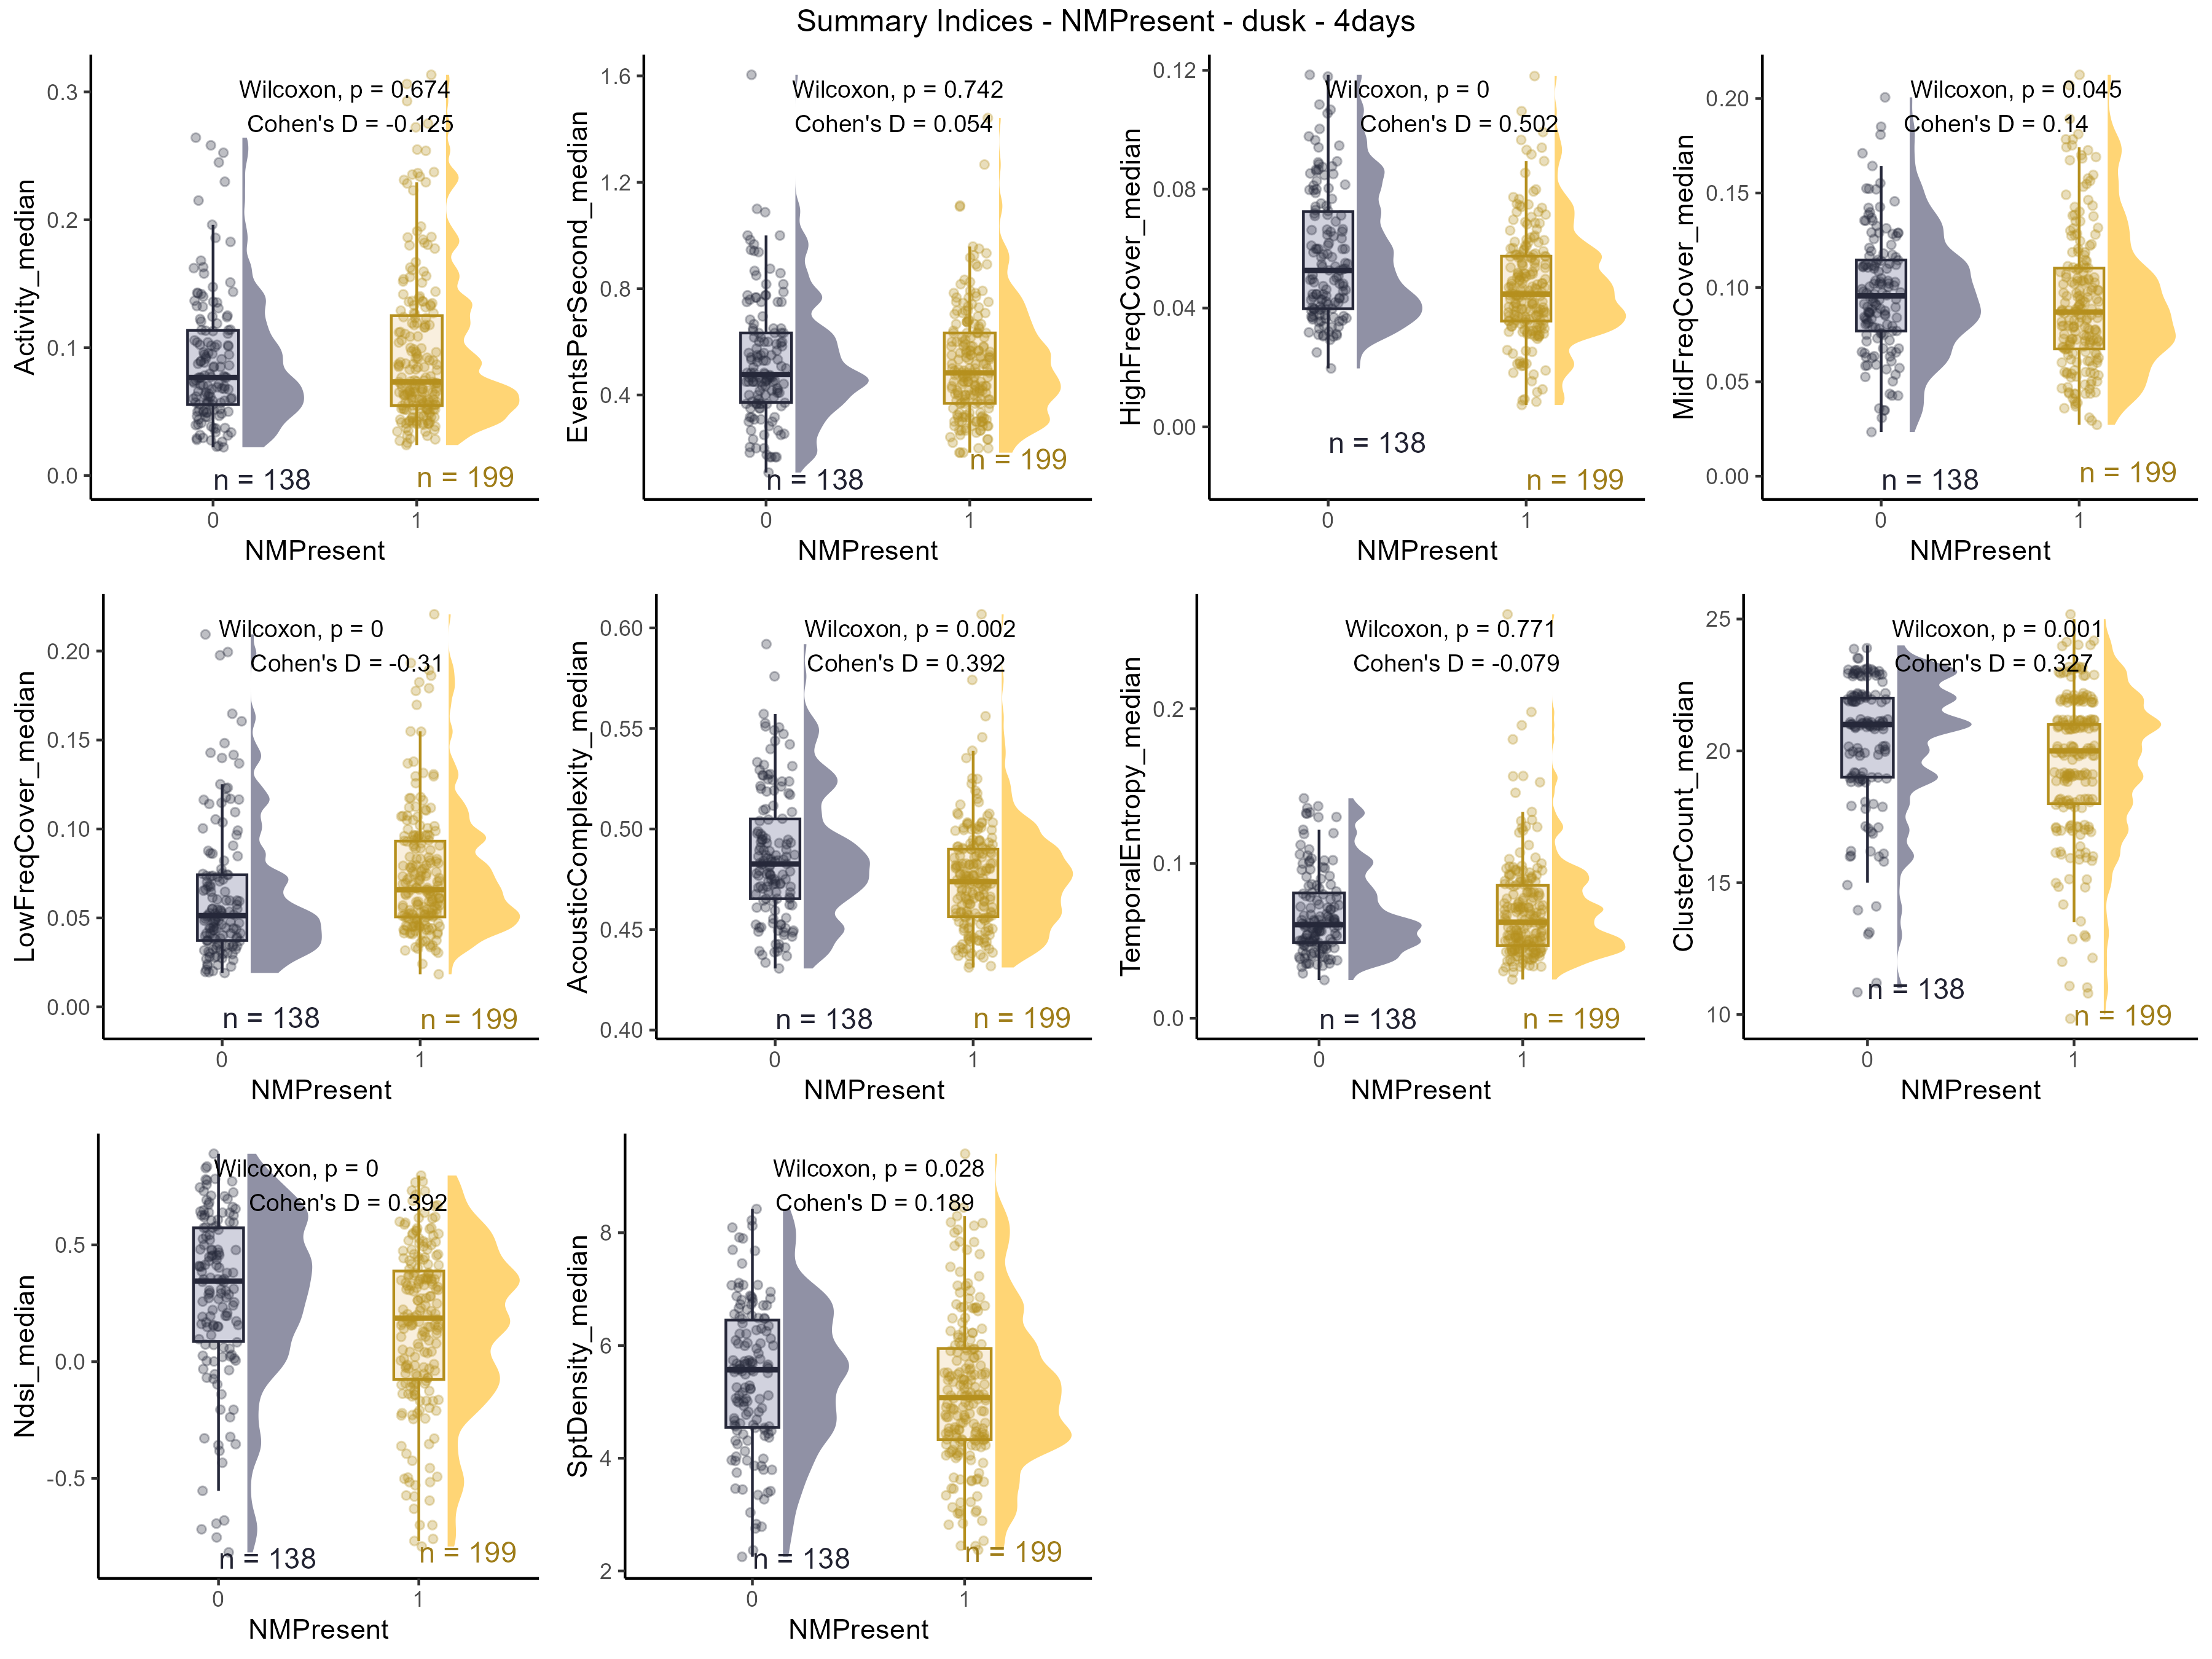 Summary Indices - NMPresent - dusk - 4days
Activity_median
0.3
0.2
0.1
0.0
Wilcoxon, p = 0.674
Cohen's D = -0.125
n = 138
n = 199
0
1
NMPresent
EventsPerSecond_median
1.6
1.2
0.8
0.4
Wilcoxon, p = 0.742
Cohen's D = 0.054
n = 138
n = 199
0
1
NMPresent
HighFreqCover_median
0.12
0.08
0.04
0.00
Wilcoxon, p = 0
Cohen's D = 0.502
n = 138
n = 199
0
1
NMPresent
MidFreqCover_median
0.20
0.15
0.10
0.05
0.00
Wilcoxon, p = 0.045
Cohen's D = 0.14
n = 138
n = 199
0
1
NMPresent
LowFreqCover_median
0.20
0.15
0.10
0.05
0.00
Wilcoxon, p = 0
Cohen's D = -0.31
n = 138
n = 199
0
1
NMPresent
AcousticComplexity_median
0.60
0.55
0.50
0.45
0.40
Wilcoxon, p = 0.002
Cohen's D = 0.392
n = 138
n = 199
0
1
NMPresent
TemporalEntropy_median
0.2
0.1
0.0
Wilcoxon, p = 0.771
Cohen's D = -0.079
n = 138
n = 199
0
1
NMPresent
ClusterCount_median
25
20
15
10
Wilcoxon, p = 0.001
Cohen's D = 0.327
n = 138
n = 199
0
1
NMPresent
Ndsi_median
0.5
0.0
-0.5
Wilcoxon, p = 0
Cohen's D = 0.392
n = 138
n = 199
0
1
NMPresent
SptDensity_median
8
6
4
2
Wilcoxon, p = 0.028
Cohen's D = 0.189
n = 138
n = 199
0
1
NMPresent